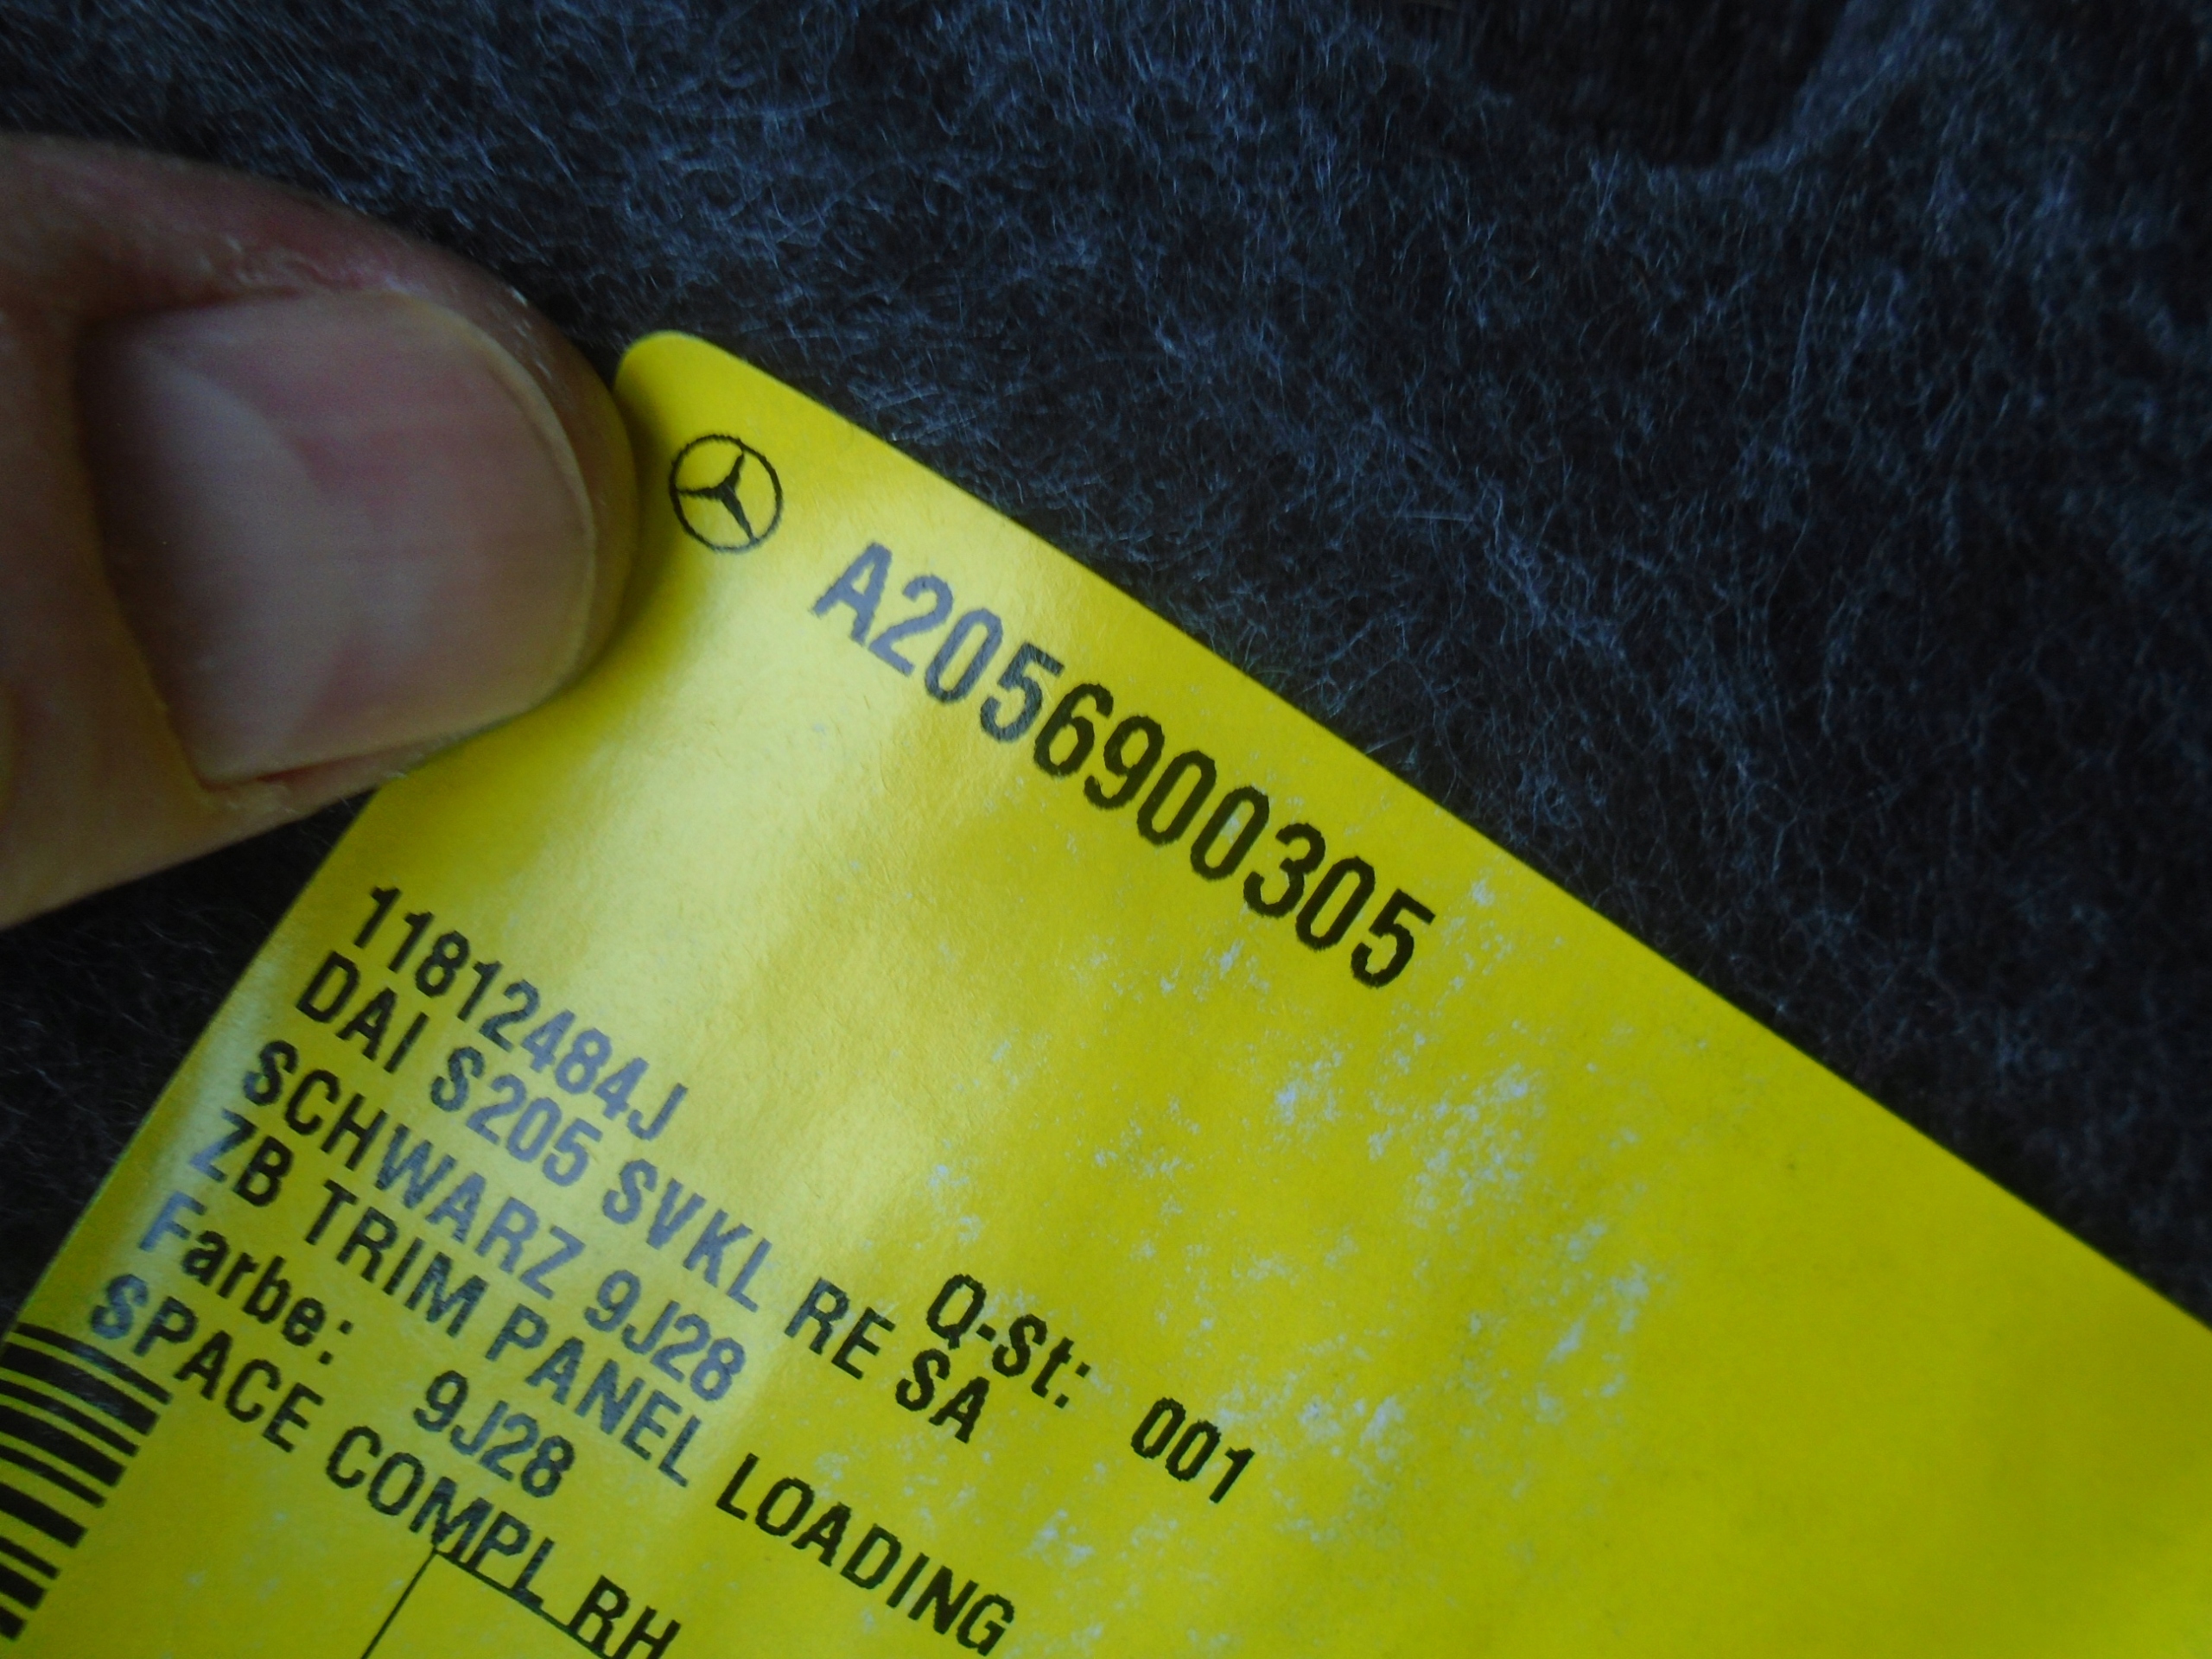 A2056900305
11812484J
DAI S205 SVKL RE SA
SCHWARZ 9J28
Q-St: 001
ZB TRIM PANEL LOADING
Farbe: 9J28
SPACE COMPL RH